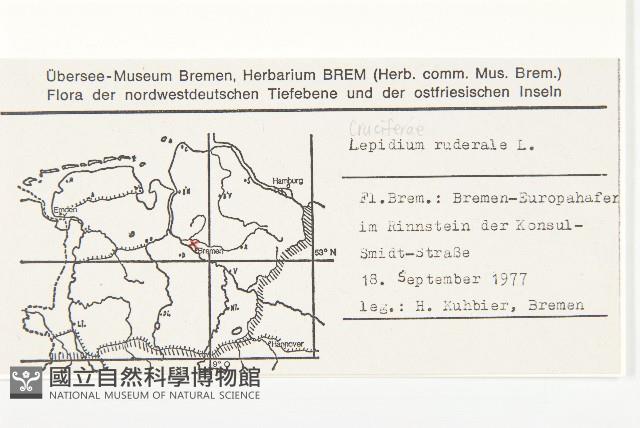 Übersee-Museum Bremen, Herbarium BREM (Herb. comm. Mus. Brem.)
Flora der nordwestdeutschen Tiefebene und der ostfriesischen Inseln
Cruciferae
Lepidium ruderale L.
Fl.Brem.: Bremen-Europahafen
im Rinnstein der Konsul-
Smidt-Straße
18. September 1977
leg.: H. Kuhbier, Bremen
Hamburg
Emden
Bremen
53° N
Hannover
9° O
國立自然科學博物館
NATIONAL MUSEUM OF NATURAL SCIENCE